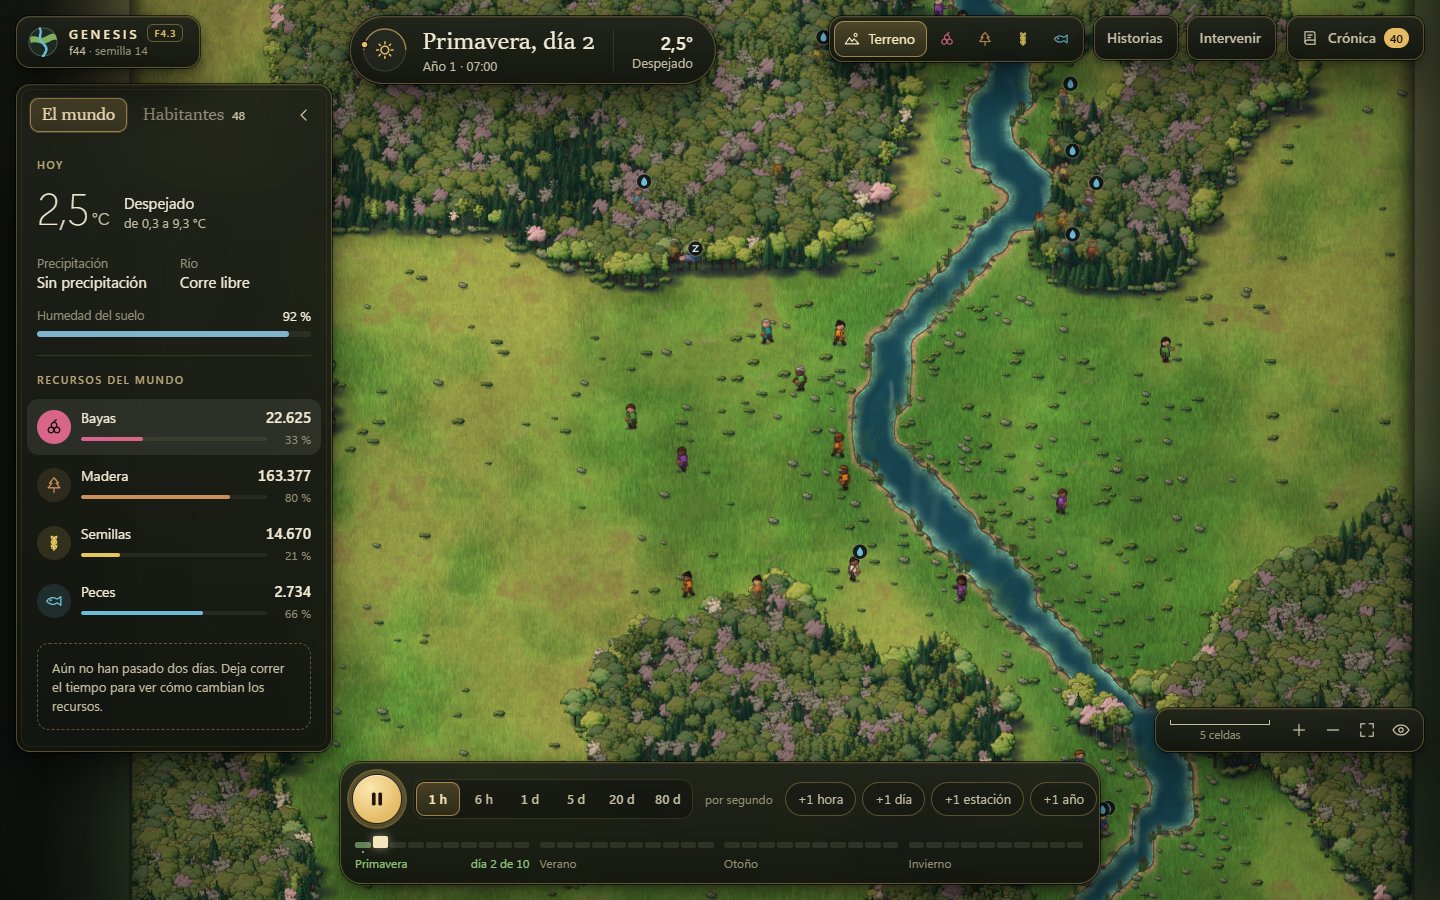 GENESIS F4.3
f44 · semilla 14
Primavera, día 2
Año 1 · 07:00
2,5°
Despejado
Terreno
Historias
Intervenir
Crónica 40
El mundo
Habitantes 48
HOY
2,5 °C
Despejado
de 0,3 a 9,3 °C
Precipitación
Sin precipitación
Río
Corre libre
Humedad del suelo 92 %
RECURSOS DEL MUNDO
Bayas 22.625
33 %
Madera 163.377
80 %
Semillas 14.670
21 %
Peces 2.734
66 %
Aún no han pasado dos días. Deja correr
el tiempo para ver cómo cambian los
recursos.
Z
5 celdas
1 h 6 h 1 d 5 d 20 d 80 d por segundo +1 hora +1 día +1 estación +1 año
Primavera día 2 de 10 Verano Otoño Invierno